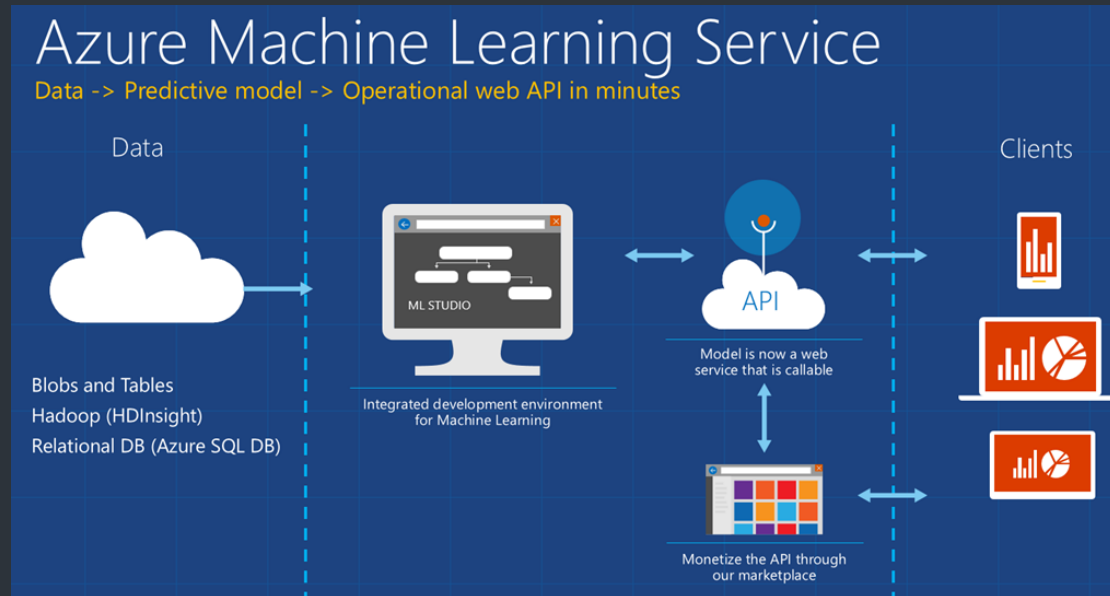 Azure Machine Learning Service
Data -> Predictive model -> Operational web API in minutes
Data
Clients
ML STUDIO
API
Model is now a web
service that is callable
Blobs and Tables
Hadoop (HDInsight)
Relational DB (Azure SQL DB)
Integrated development environment
for Machine Learning
Monetize the API through
our marketplace